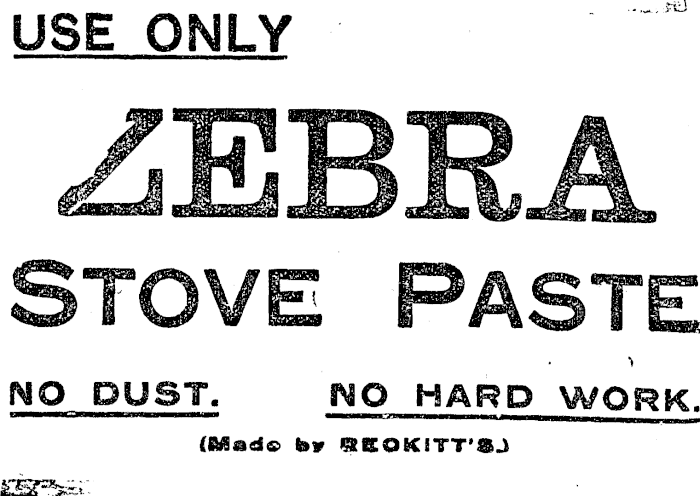 USE ONLY
ZEBRA
STOVE PASTE
NO DUST. NO HARD WORK.
(Made by RECKITT'S.)